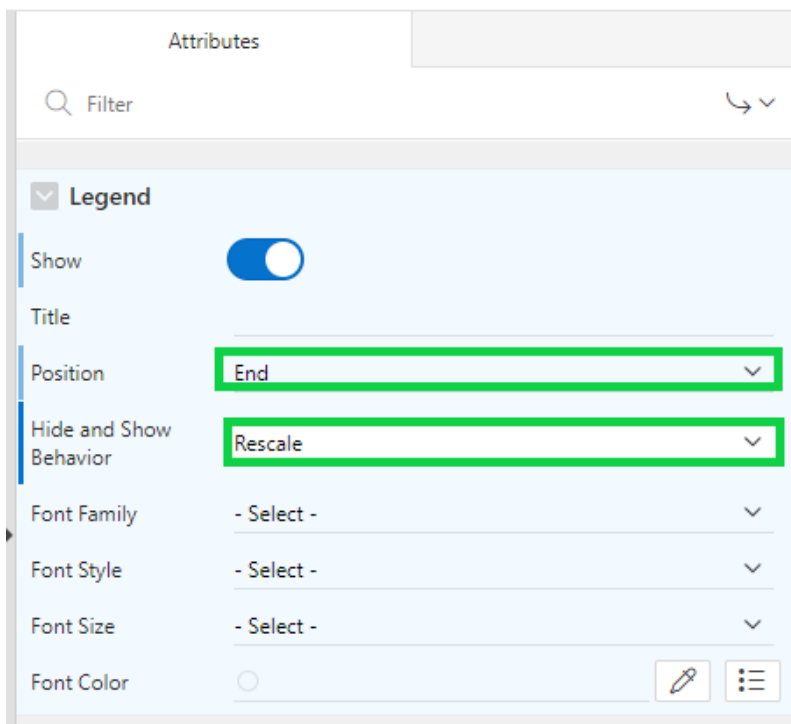 Attributes
Filter
Legend
Show
Title
Position End
Hide and Show
Behavior
Rescale
Font Family - Select -
Font Style - Select -
Font Size - Select -
Font Color